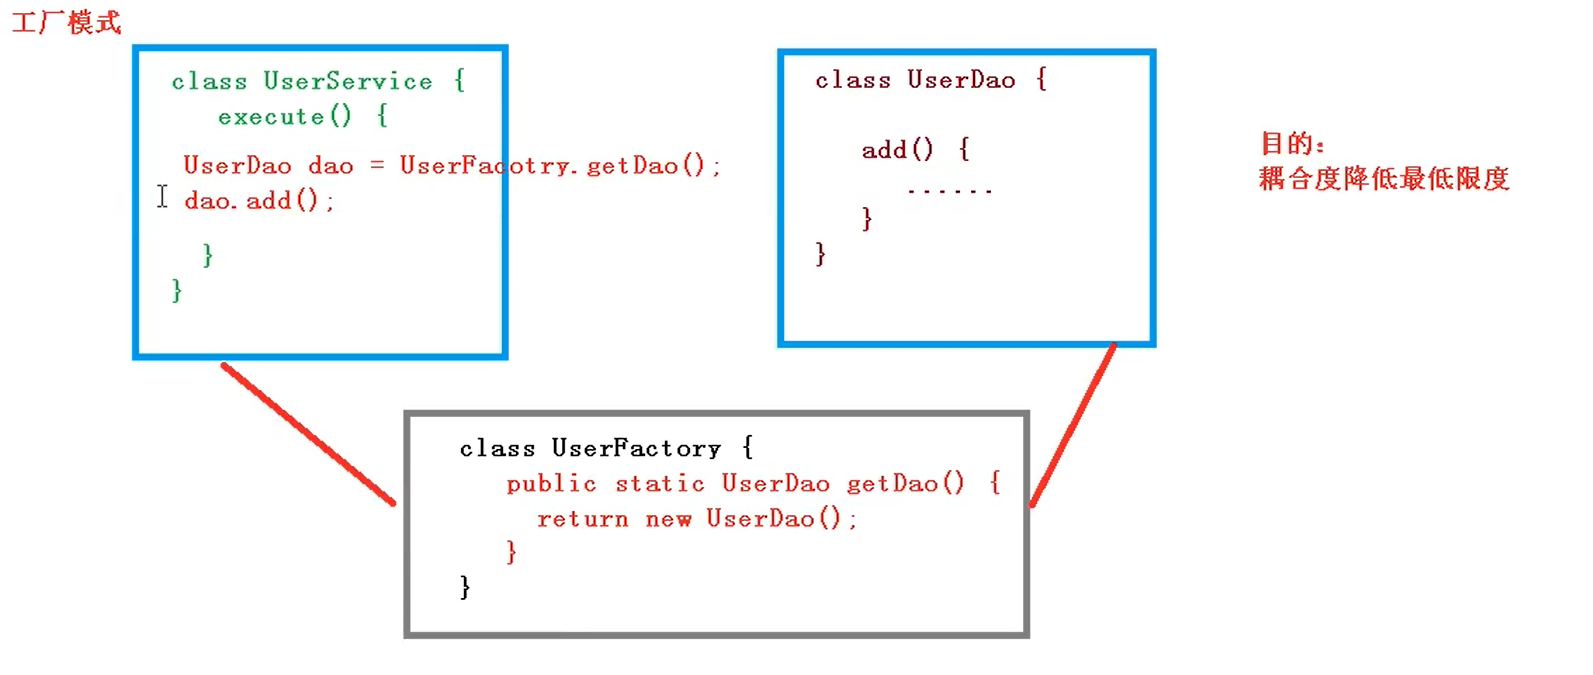 工厂模式
class UserService {
execute() {
UserDao dao = UserFacotry.getDao();
dao.add();
}
}
class UserDao {
add() {
......
}
}
目的：
耦合度降低最低限度
class UserFactory {
public static UserDao getDao() {
return new UserDao();
}
}